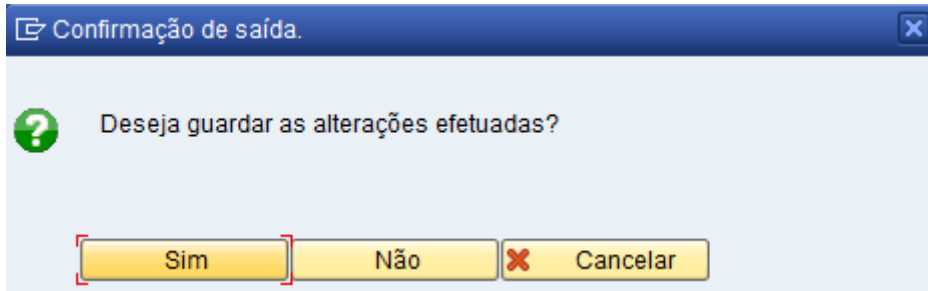 Confirmação de saída.
Deseja guardar as alterações efetuadas?
Sim Não Cancelar